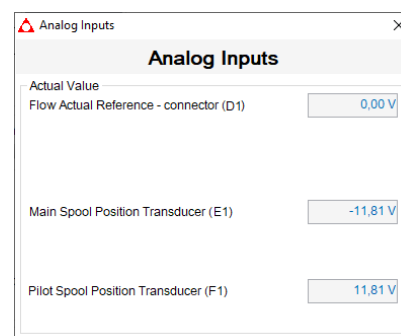 Analog Inputs
Analog Inputs
Actual Value
Flow Actual Reference - connector (D1) 0,00 V
Main Spool Position Transducer (E1) -11,81 V
Pilot Spool Position Transducer (F1) 11,81 V